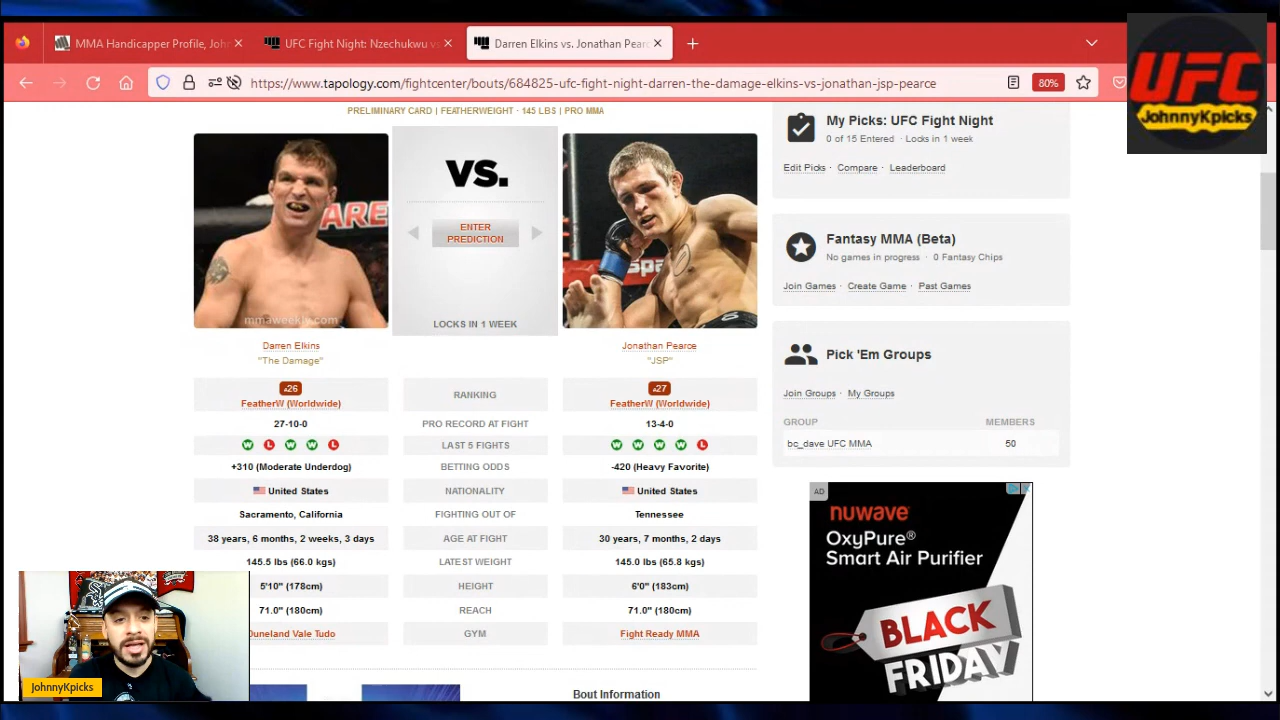 MMA Handicapper Profile, Joh
UFC Fight Night: Nzechukwu vs
Darren Elkins vs. Jonathan Pearc
https://www.tapology.com/fightcenter/bouts/684825-ufc-fight-night-darren-the-damage-elkins-vs-jonathan-jsp-pearce
80%
UFC
JohnnyKpicks
PRELIMINARY CARD | FEATHERWEIGHT · 145 LBS | PRO MMA
ARE
mmaweekly.com
VS.
ENTER
PREDICTION
LOCKS IN 1 WEEK
spa
Darren Elkins
"The Damage"
Jonathan Pearce
"JSP"
26
FeatherW (Worldwide)
RANKING
27
FeatherW (Worldwide)
27-10-0 PRO RECORD AT FIGHT 13-4-0
W L W W L LAST 5 FIGHTS W W W W L
+310 (Moderate Underdog) BETTING ODDS -420 (Heavy Favorite)
United States NATIONALITY United States
Sacramento, California FIGHTING OUT OF Tennessee
38 years, 6 months, 2 weeks, 3 days AGE AT FIGHT 30 years, 7 months, 2 days
145.5 lbs (66.0 kgs) LATEST WEIGHT 145.0 lbs (65.8 kgs)
5'10" (178cm) HEIGHT 6'0" (183cm)
71.0" (180cm) REACH 71.0" (180cm)
Duneland Vale Tudo GYM Fight Ready MMA
Bout Information
My Picks: UFC Fight Night
0 of 15 Entered · Locks in 1 week
Edit Picks · Compare · Leaderboard
Fantasy MMA (Beta)
No games in progress · 0 Fantasy Chips
Join Games · Create Game · Past Games
Pick 'Em Groups
Join Groups · My Groups
GROUP MEMBERS
bc_dave UFC MMA 50
AD
nuwave
OxyPure®
Smart Air Purifier
BLACK
FRIDAY
JohnnyKpicks